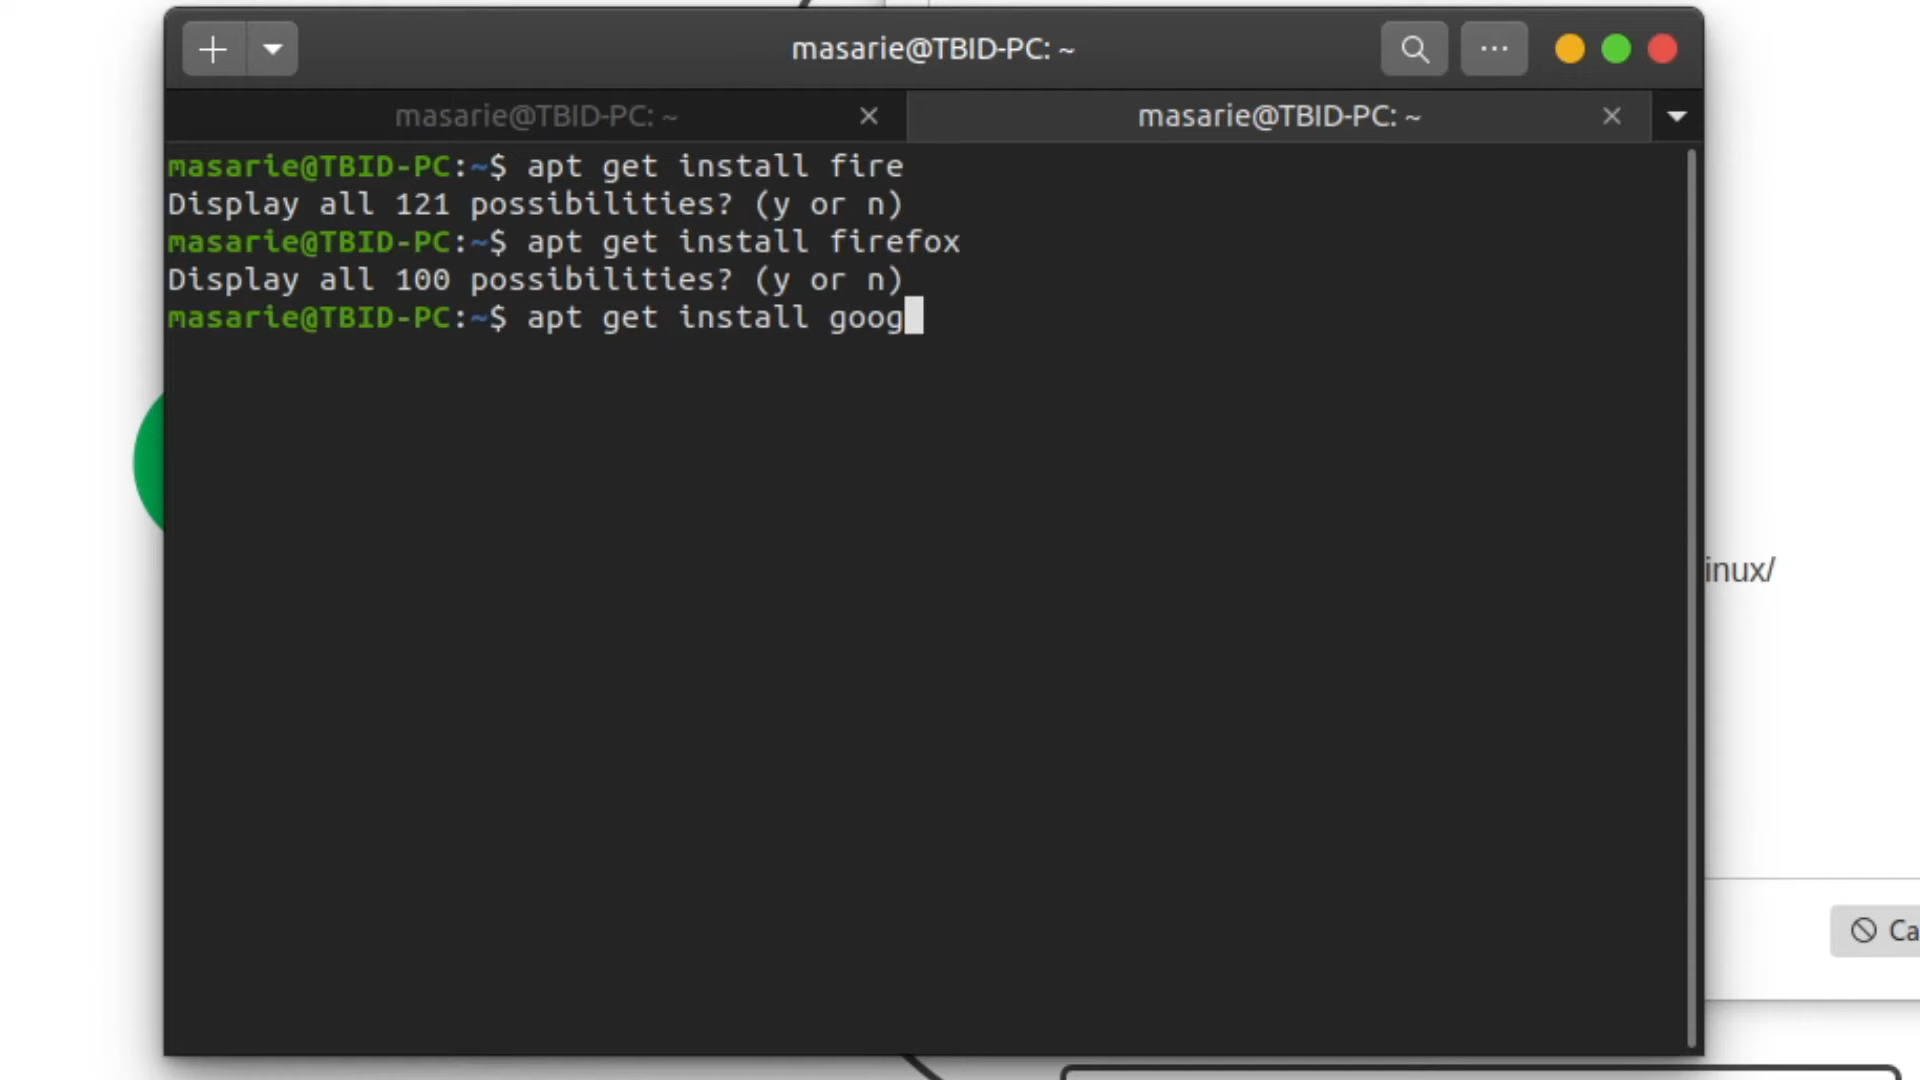 masarie@TBID-PC: ~
masarie@TBID-PC: ~ masarie@TBID-PC: ~
masarie@TBID-PC:~$ apt get install fire
Display all 121 possibilities? (y or n)
masarie@TBID-PC:~$ apt get install firefox
Display all 100 possibilities? (y or n)
masarie@TBID-PC:~$ apt get install goog
inux/
Ca